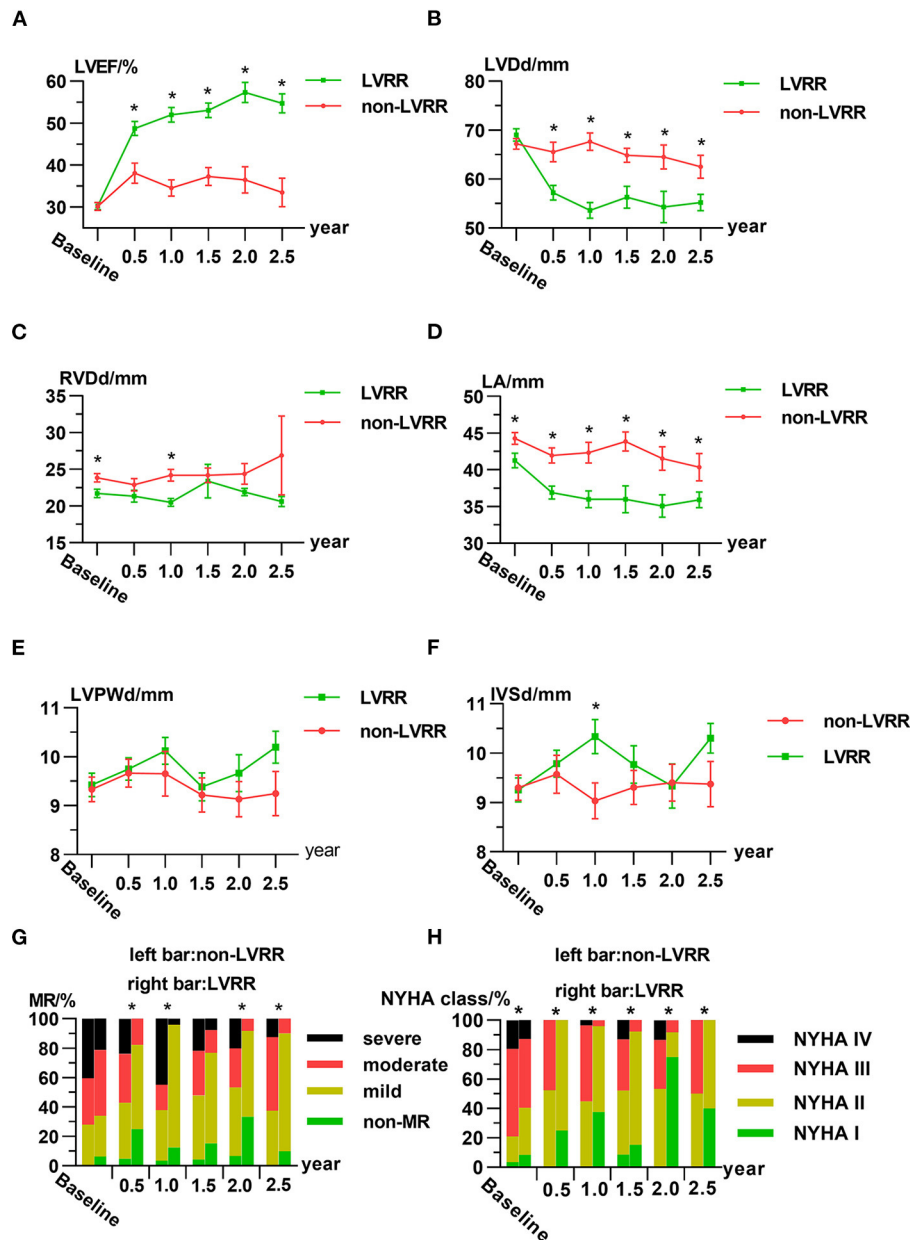 A
LVEF/%
LVRR
non-LVRR
60
50
40
30
* * * * *
year
Baseline 0.5 1.0 1.5 2.0 2.5
B
LVDd/mm
LVRR
non-LVRR
80
70
60
50
* * * * *
year
Baseline 0.5 1.0 1.5 2.0 2.5
C
RVDd/mm
LVRR
non-LVRR
35
30
25
20
15
* *
year
Baseline 0.5 1.0 1.5 2.0 2.5
D
LA/mm
LVRR
non-LVRR
50
45
40
35
30
* * * * * *
year
Baseline 0.5 1.0 1.5 2.0 2.5
E
LVPWd/mm
LVRR
non-LVRR
11
10
9
8
year
Baseline 0.5 1.0 1.5 2.0 2.5
F
IVSd/mm
non-LVRR
LVRR
11
10
9
8
*
year
Baseline 0.5 1.0 1.5 2.0 2.5
G
left bar:non-LVRR
right bar:LVRR
MR/%
* * * *
100
80
60
40
20
0
severe
moderate
mild
non-MR
year
Baseline 0.5 1.0 1.5 2.0 2.5
H
left bar:non-LVRR
right bar:LVRR
NYHA class/%
* * * * * *
100
80
60
40
20
0
NYHA IV
NYHA III
NYHA II
NYHA I
year
Baseline 0.5 1.0 1.5 2.0 2.5